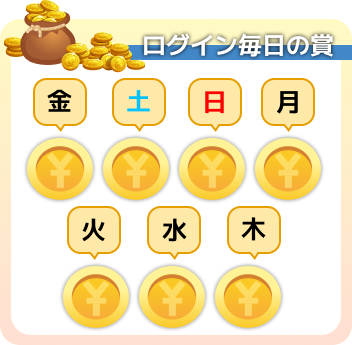 ログイン毎日の賞
金 土 日 月
¥ ¥ ¥ ¥
火 水 木
¥ ¥ ¥